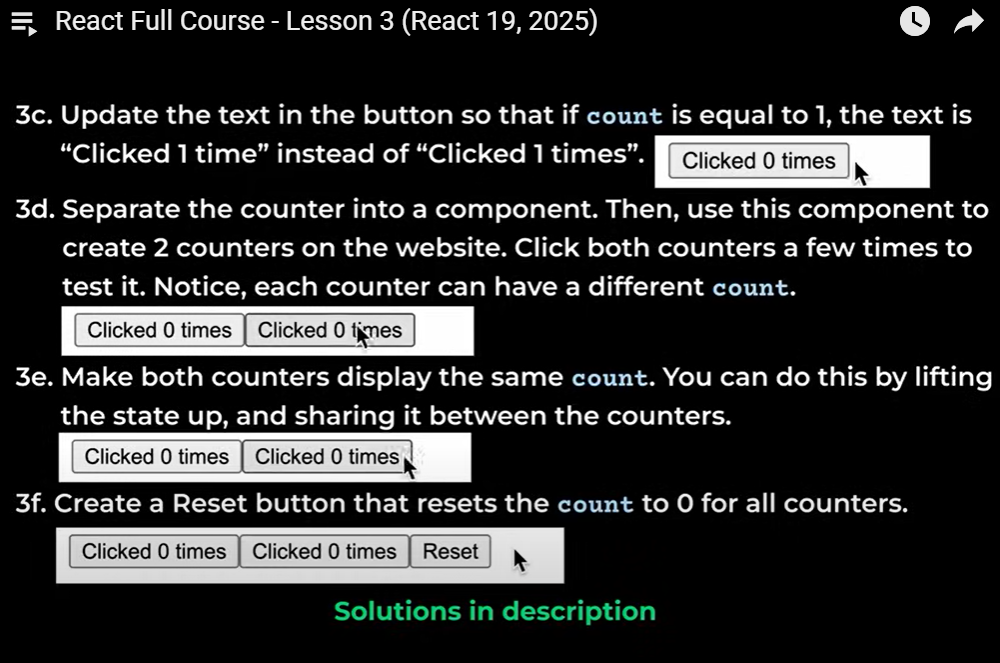 React Full Course - Lesson 3 (React 19, 2025)
3c. Update the text in the button so that if count is equal to 1, the text is
“Clicked 1 time” instead of “Clicked 1 times”.
Clicked 0 times
3d. Separate the counter into a component. Then, use this component to
create 2 counters on the website. Click both counters a few times to
test it. Notice, each counter can have a different count.
Clicked 0 times Clicked 0 times
3e. Make both counters display the same count. You can do this by lifting
the state up, and sharing it between the counters.
Clicked 0 times Clicked 0 times
3f. Create a Reset button that resets the count to 0 for all counters.
Clicked 0 times Clicked 0 times Reset
Solutions in description